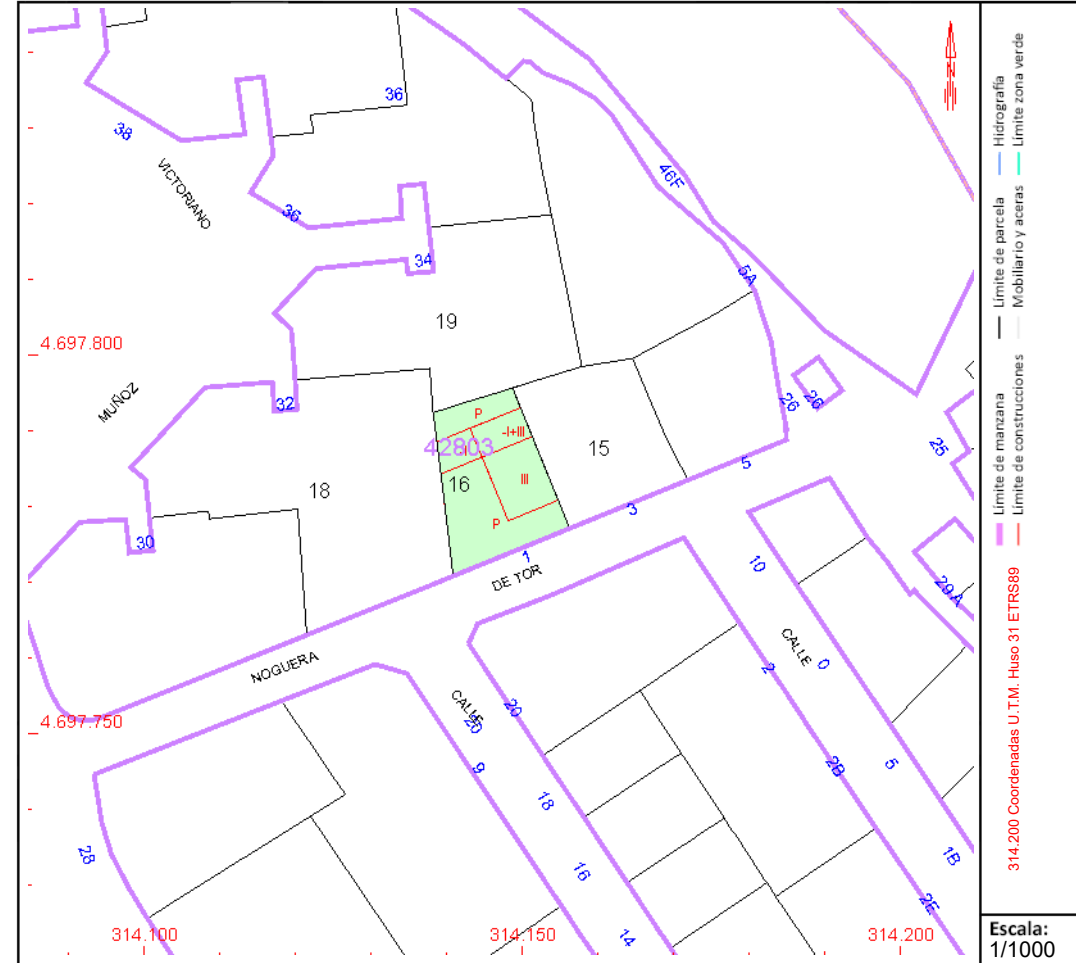 36
38
VICTORIANO
36
46F
34
5A
19
4.697.800
MUÑOZ
32
26
26
P
-I+III
42803
15
25
18
16
III
5
P
3
30
1
10
DE TOR
29A
NOGUERA
CALLE
0
2
CALLE
20
20
4.697.750
9
2B
5
18
28
16
1B
2E
14
314.100
314.150
314.200
N
Límite de manzana
Límite de parcela
Hidrografía
Límite de construcciones
Mobiliario y aceras
Límite zona verde
314.200 Coordenadas U.T.M. Huso 31 ETRS89
Escala:
1/1000